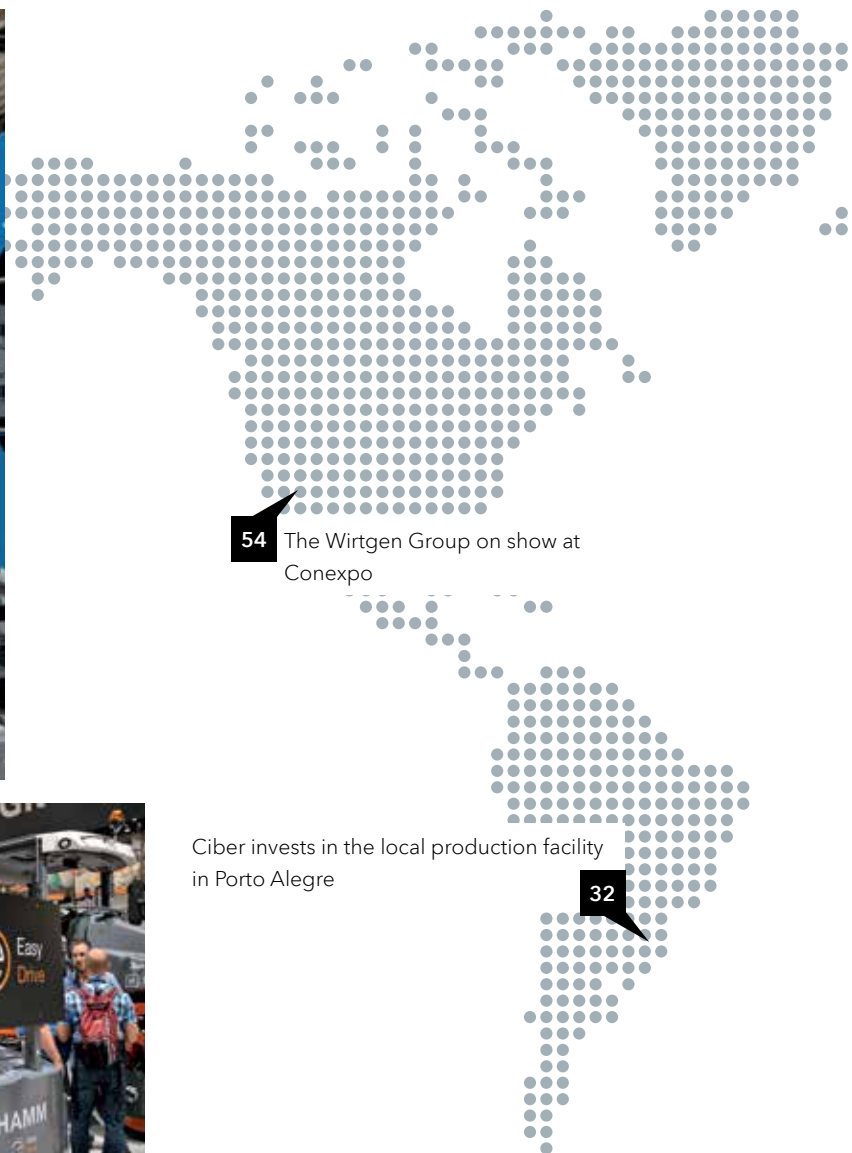 54
The Wirtgen Group on show at
Conexpo
Ciber invests in the local production facility
in Porto Alegre
32
Easy
Drive
HAMM